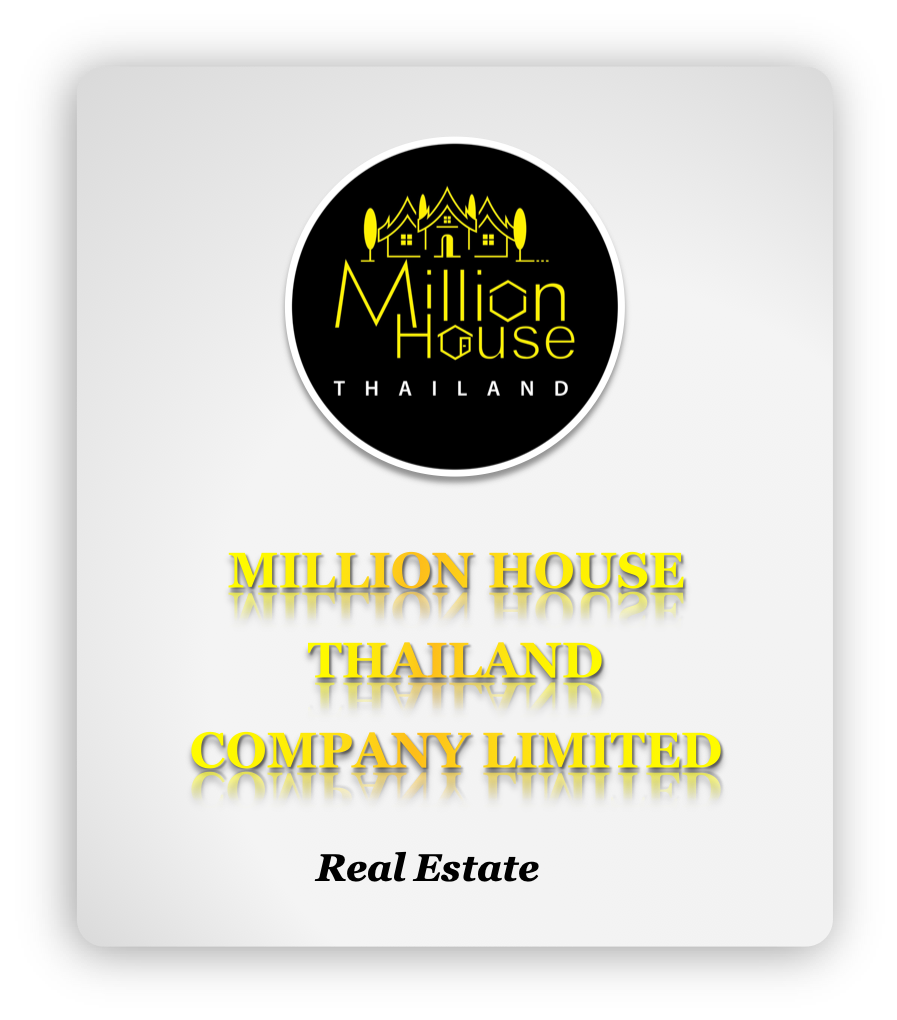 Million
House
THAILAND
MILLION HOUSE
THAILAND
COMPANY LIMITED
Real Estate